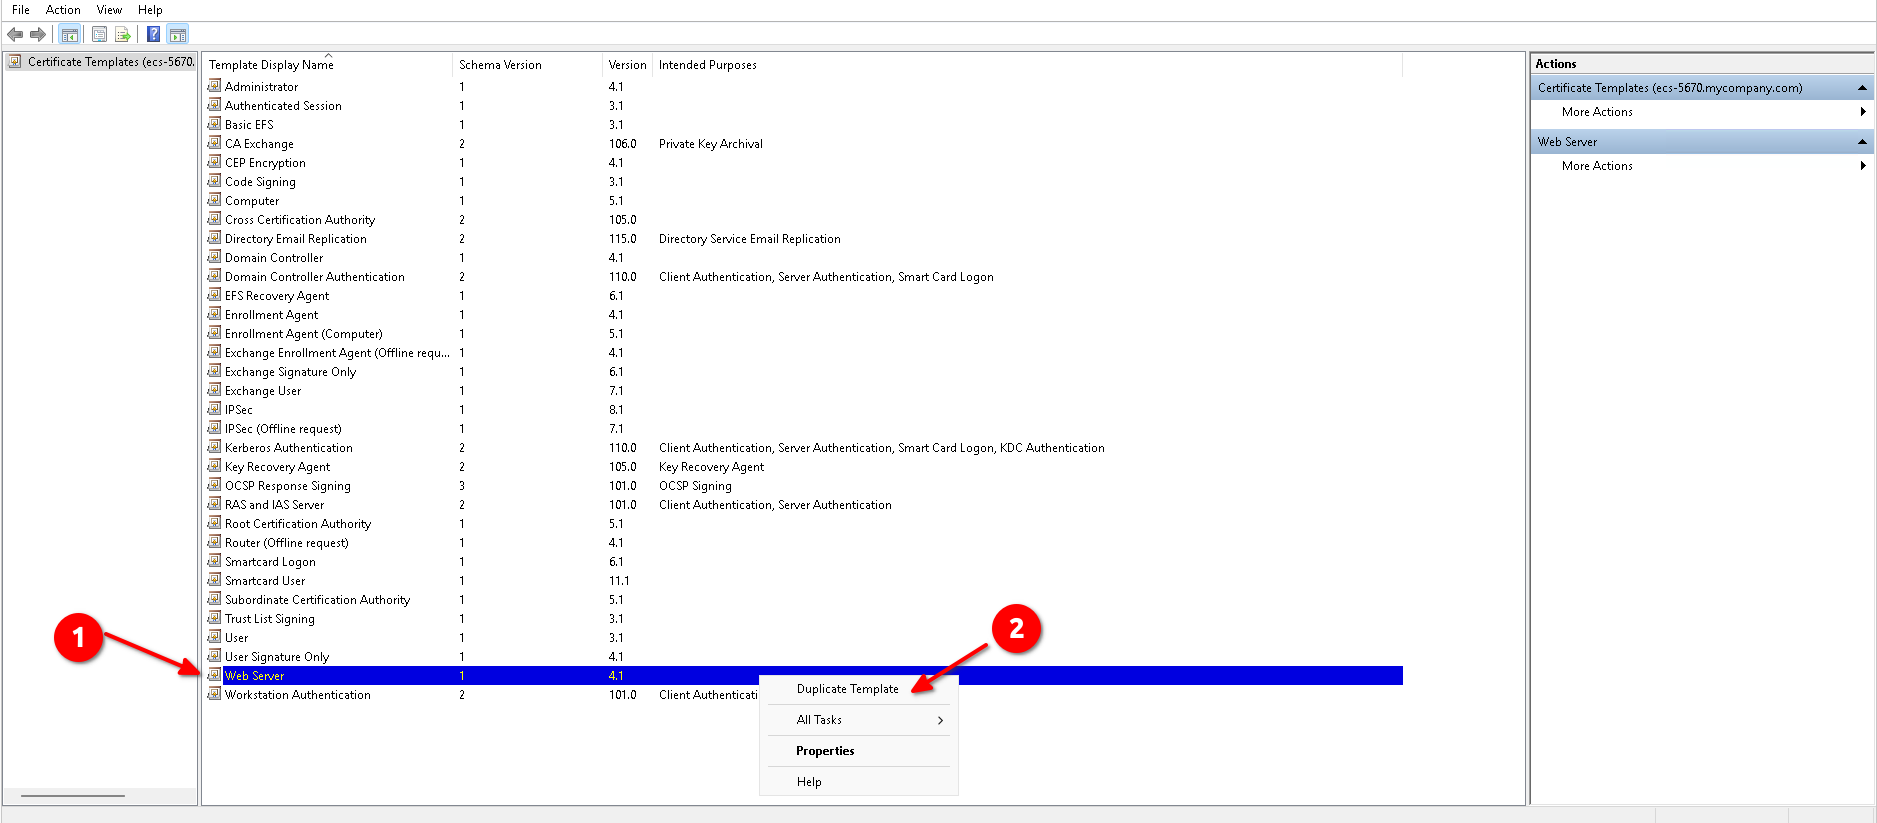 File Action View Help
Certificate Templates (ecs-5670.
Template Display Name Schema Version Version Intended Purposes
Administrator 1 4.1
Authenticated Session 1 3.1
Basic EFS 1 3.1
CA Exchange 2 106.0 Private Key Archival
CEP Encryption 1 4.1
Code Signing 1 3.1
Computer 1 5.1
Cross Certification Authority 2 105.0
Directory Email Replication 2 115.0 Directory Service Email Replication
Domain Controller 1 4.1
Domain Controller Authentication 2 110.0 Client Authentication, Server Authentication, Smart Card Logon
EFS Recovery Agent 1 6.1
Enrollment Agent 1 4.1
Enrollment Agent (Computer) 1 5.1
Exchange Enrollment Agent (Offline requ... 1 4.1
Exchange Signature Only 1 6.1
Exchange User 1 7.1
IPSec 1 8.1
IPSec (Offline request) 1 7.1
Kerberos Authentication 2 110.0 Client Authentication, Server Authentication, Smart Card Logon, KDC Authentication
Key Recovery Agent 2 105.0 Key Recovery Agent
OCSP Response Signing 3 101.0 OCSP Signing
RAS and IAS Server 2 101.0 Client Authentication, Server Authentication
Root Certification Authority 1 5.1
Router (Offline request) 1 4.1
Smartcard Logon 1 6.1
Smartcard User 1 11.1
Subordinate Certification Authority 1 5.1
Trust List Signing 1 3.1
User 1 3.1
User Signature Only 1 4.1
Web Server 1 4.1
Workstation Authentication 2 101.0 Client Authenticati
1
2
Duplicate Template
All Tasks
Properties
Help
Actions
Certificate Templates (ecs-5670.mycompany.com)
More Actions
Web Server
More Actions